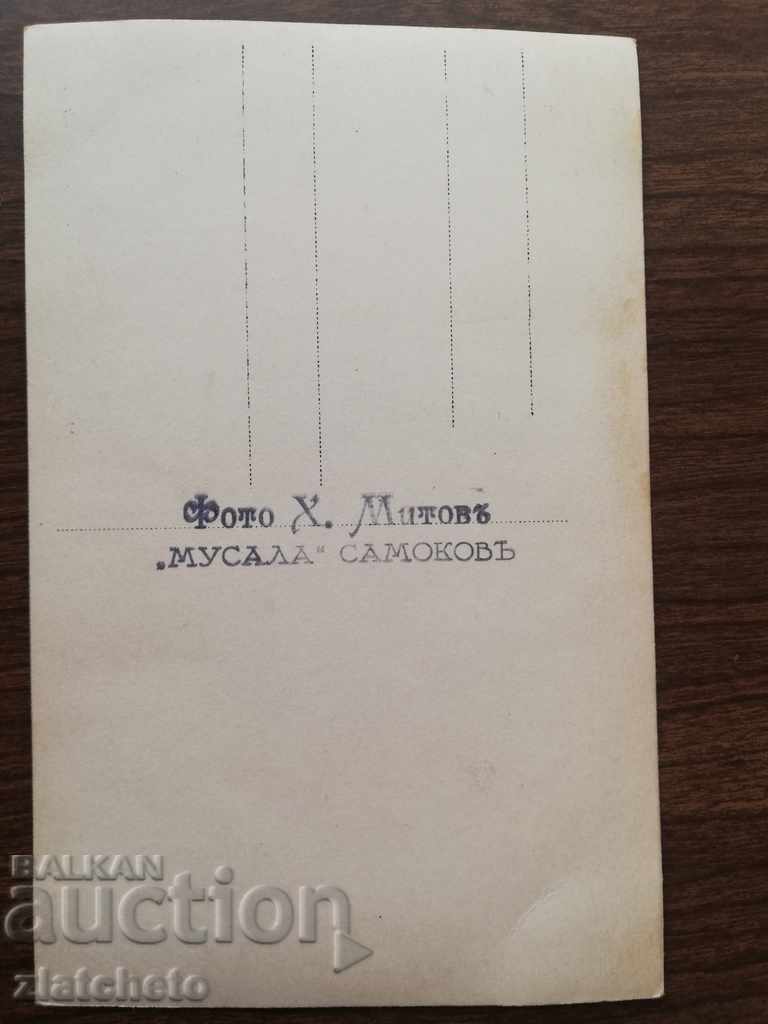 Фото Х. Митовъ
„МУСАЛА“ САМОКОВЪ
BALKAN
auction
zlatcheto